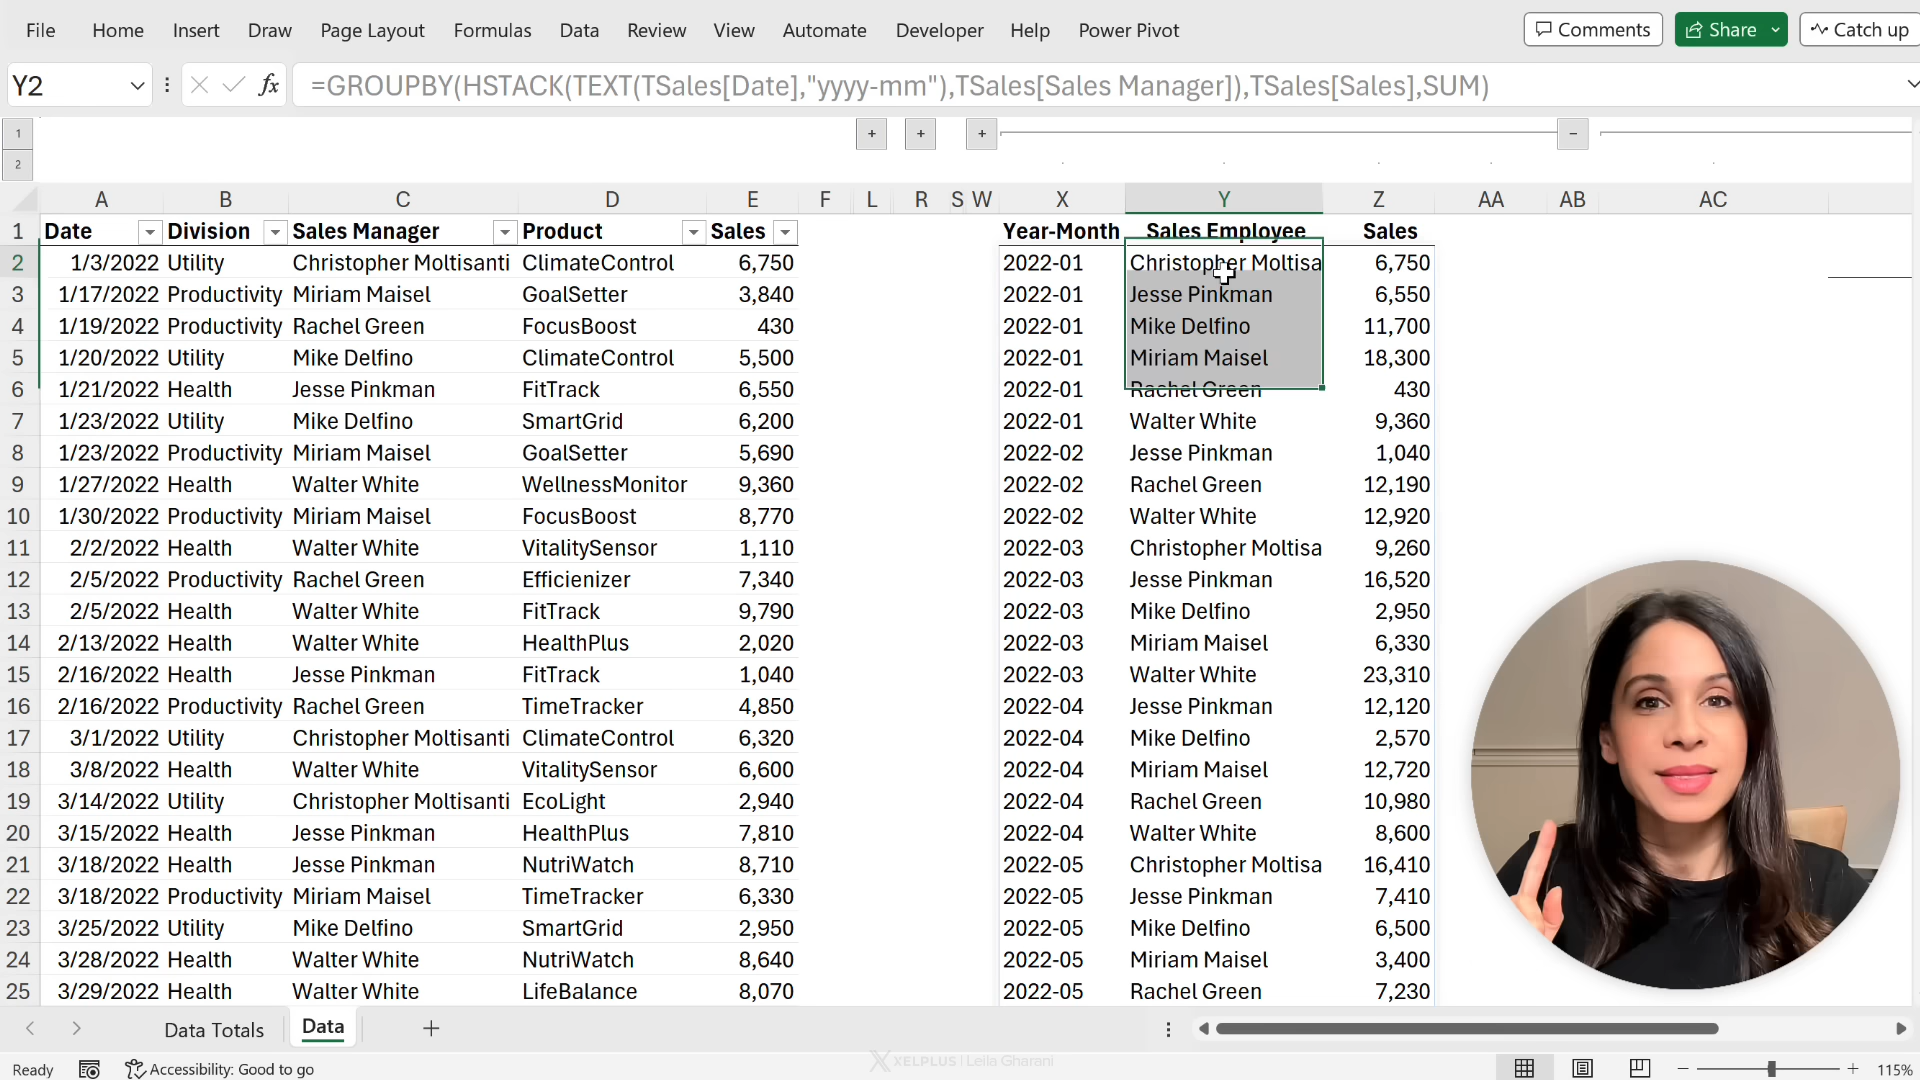 File Home Insert Draw Page Layout Formulas Data Review View Automate Developer Help Power Pivot Comments Share Catch up
Y2 fx =GROUPBY(HSTACK(TEXT(TSales[Date],"yyyy-mm"),TSales[Sales Manager]),TSales[Sales],SUM)
1 + + + −
2
A B C D E F L R S W X Y Z AA AB AC
1 Date Division Sales Manager Product Sales Year-Month Sales Employee Sales
2 1/3/2022 Utility Christopher Moltisanti ClimateControl 6,750 2022-01 Christopher Moltisa 6,750
3 1/17/2022 Productivity Miriam Maisel GoalSetter 3,840 2022-01 Jesse Pinkman 6,550
4 1/19/2022 Productivity Rachel Green FocusBoost 430 2022-01 Mike Delfino 11,700
5 1/20/2022 Utility Mike Delfino ClimateControl 5,500 2022-01 Miriam Maisel 18,300
6 1/21/2022 Health Jesse Pinkman FitTrack 6,550 2022-01 Rachel Green 430
7 1/23/2022 Utility Mike Delfino SmartGrid 6,200 2022-01 Walter White 9,360
8 1/23/2022 Productivity Miriam Maisel GoalSetter 5,690 2022-02 Jesse Pinkman 1,040
9 1/27/2022 Health Walter White WellnessMonitor 9,360 2022-02 Rachel Green 12,190
10 1/30/2022 Productivity Miriam Maisel FocusBoost 8,770 2022-02 Walter White 12,920
11 2/2/2022 Health Walter White VitalitySensor 1,110 2022-03 Christopher Moltisa 9,260
12 2/5/2022 Productivity Rachel Green Efficienizer 7,340 2022-03 Jesse Pinkman 16,520
13 2/5/2022 Health Walter White FitTrack 9,790 2022-03 Mike Delfino 2,950
14 2/13/2022 Health Walter White HealthPlus 2,020 2022-03 Miriam Maisel 6,330
15 2/16/2022 Health Jesse Pinkman FitTrack 1,040 2022-03 Walter White 23,310
16 2/16/2022 Productivity Rachel Green TimeTracker 4,850 2022-04 Jesse Pinkman 12,120
17 3/1/2022 Utility Christopher Moltisanti ClimateControl 6,320 2022-04 Mike Delfino 2,570
18 3/8/2022 Health Walter White VitalitySensor 6,600 2022-04 Miriam Maisel 12,720
19 3/14/2022 Utility Christopher Moltisanti EcoLight 2,940 2022-04 Rachel Green 10,980
20 3/15/2022 Health Jesse Pinkman HealthPlus 7,810 2022-04 Walter White 8,600
21 3/18/2022 Health Jesse Pinkman NutriWatch 8,710 2022-05 Christopher Moltisa 16,410
22 3/18/2022 Productivity Miriam Maisel TimeTracker 6,330 2022-05 Jesse Pinkman 7,410
23 3/25/2022 Utility Mike Delfino SmartGrid 2,950 2022-05 Mike Delfino 6,500
24 3/28/2022 Health Walter White NutriWatch 8,640 2022-05 Miriam Maisel 3,400
25 3/29/2022 Health Walter White LifeBalance 8,070 2022-05 Rachel Green 7,230
Data Totals Data +
XELPLUS | Leila Gharani
Ready Accessibility: Good to go − + 115%